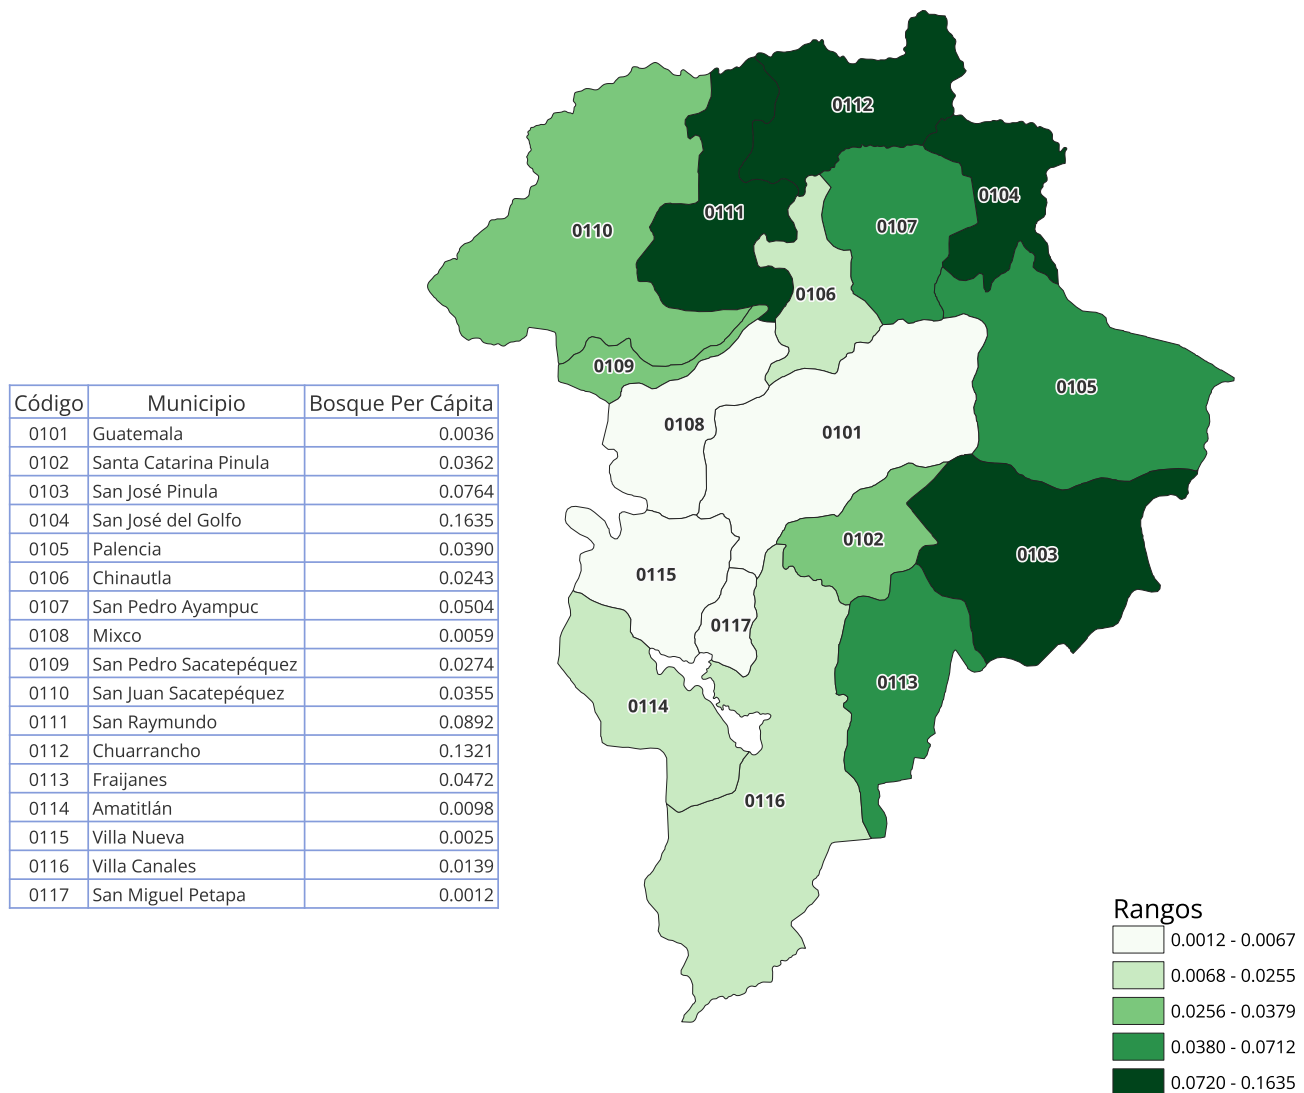 0112
0104
0111
0107
0110
0106
0109
0105
0108
0101
0102
0103
0115
0117
0113
0114
0116
Código Municipio Bosque Per Cápita
0101 Guatemala 0.0036
0102 Santa Catarina Pinula 0.0362
0103 San José Pinula 0.0764
0104 San José del Golfo 0.1635
0105 Palencia 0.0390
0106 Chinautla 0.0243
0107 San Pedro Ayampuc 0.0504
0108 Mixco 0.0059
0109 San Pedro Sacatepéquez 0.0274
0110 San Juan Sacatepéquez 0.0355
0111 San Raymundo 0.0892
0112 Chuarrancho 0.1321
0113 Fraijanes 0.0472
0114 Amatitlán 0.0098
0115 Villa Nueva 0.0025
0116 Villa Canales 0.0139
0117 San Miguel Petapa 0.0012
Rangos
0.0012 - 0.0067
0.0068 - 0.0255
0.0256 - 0.0379
0.0380 - 0.0712
0.0720 - 0.1635